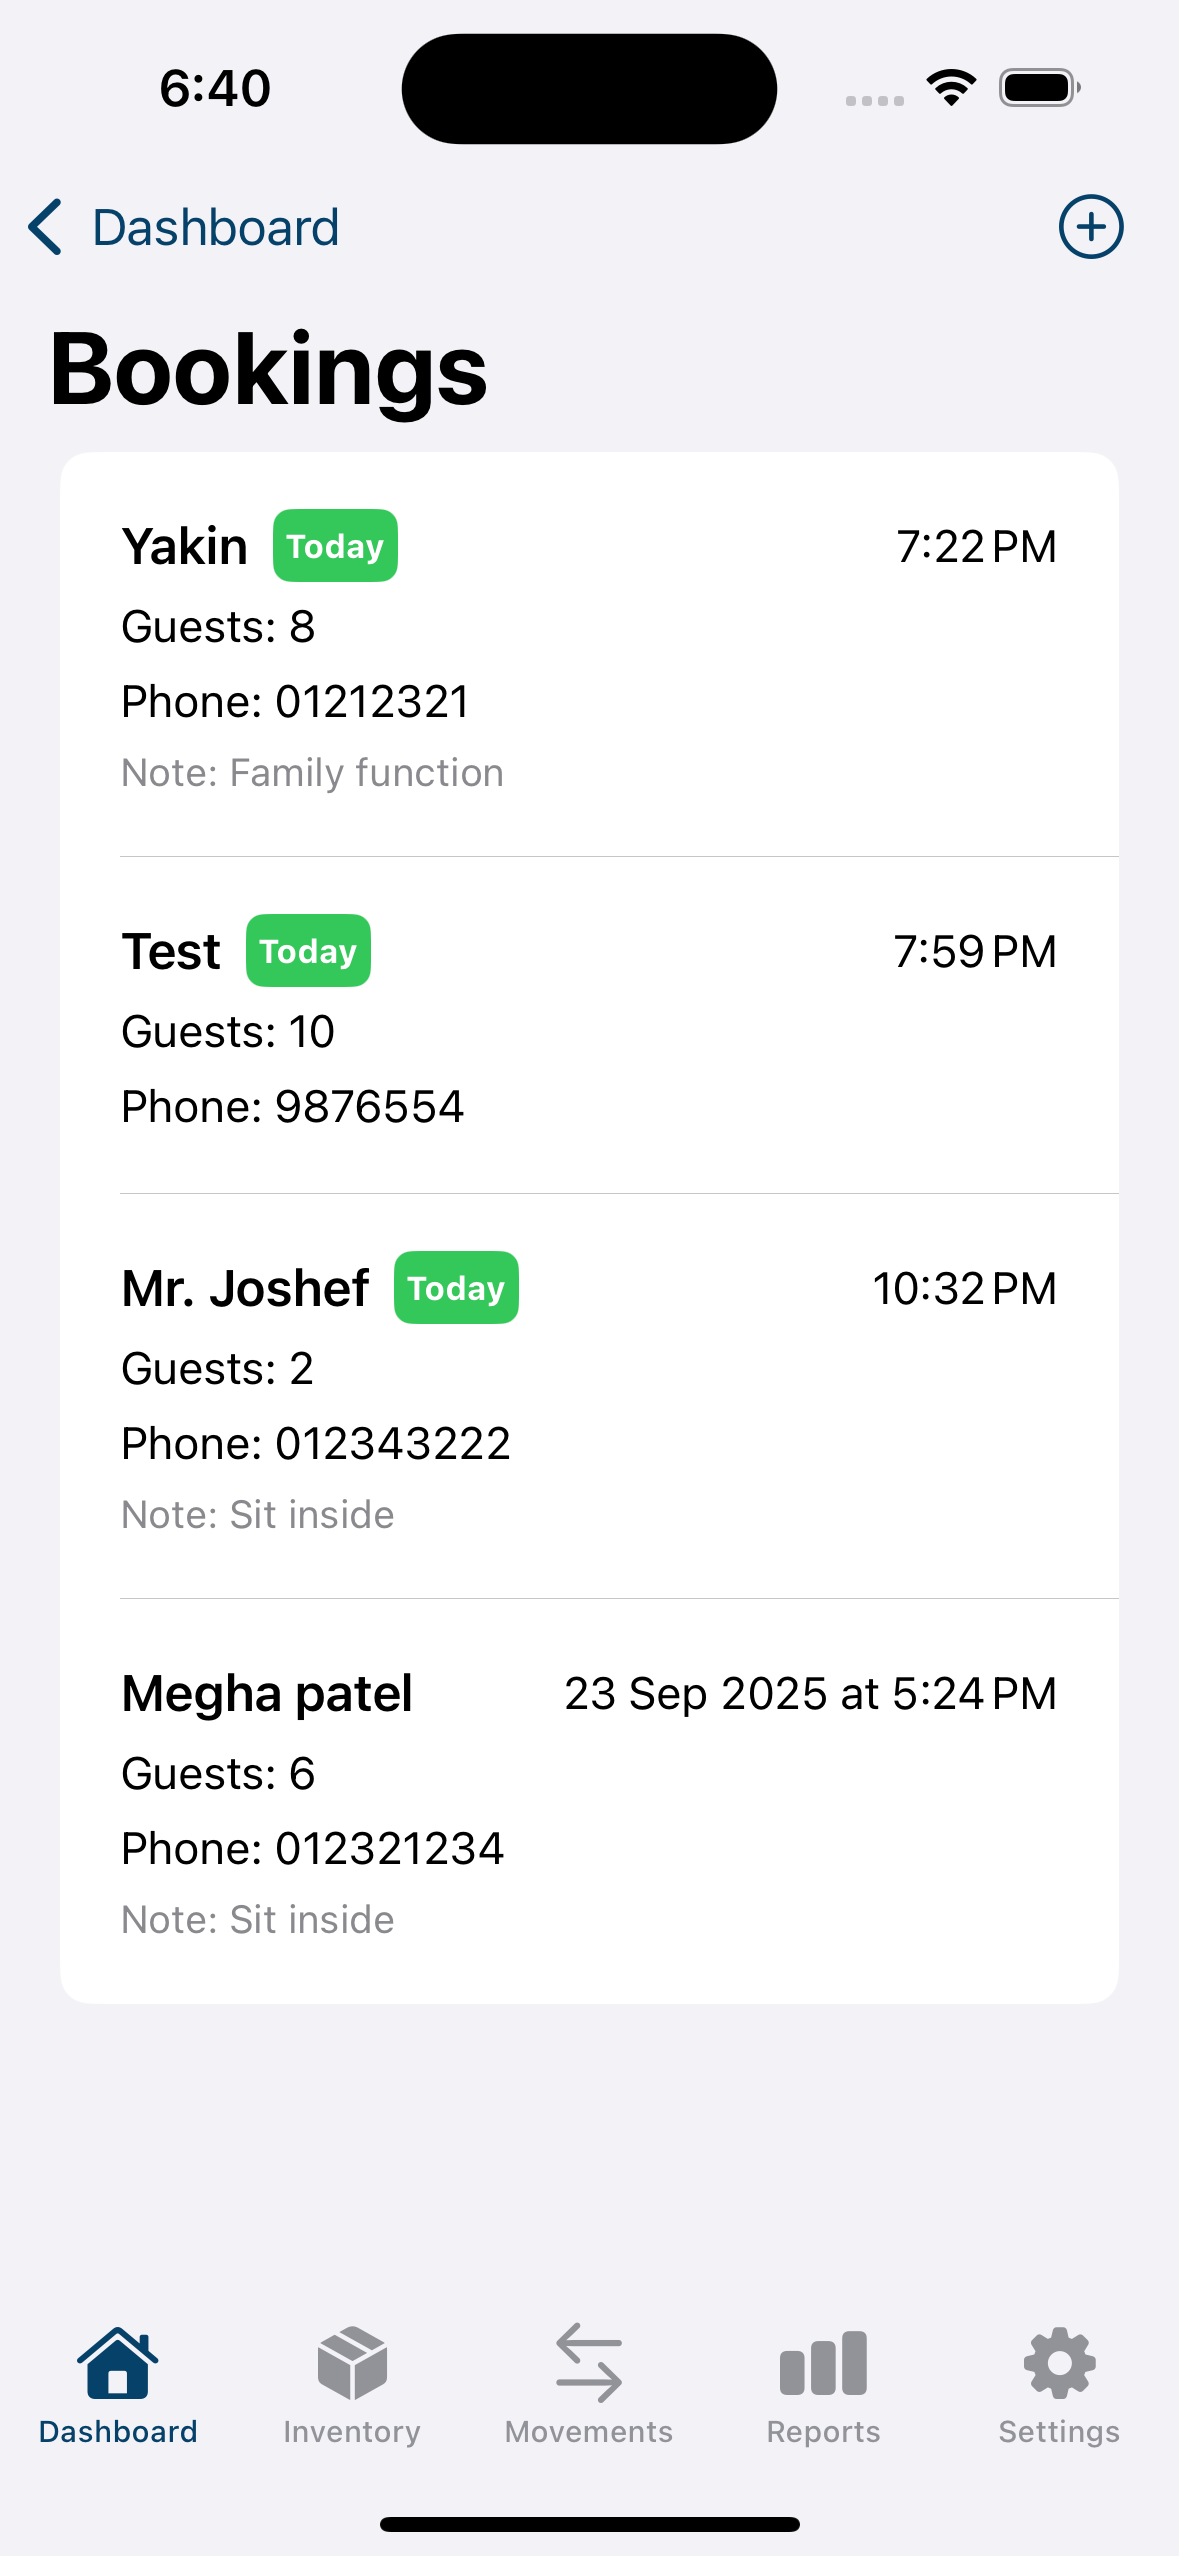 6:40
Dashboard
Bookings
Yakin Today 7:22 PM
Guests: 8
Phone: 01212321
Note: Family function
Test Today 7:59 PM
Guests: 10
Phone: 9876554
Mr. Joshef Today 10:32 PM
Guests: 2
Phone: 012343222
Note: Sit inside
Megha patel 23 Sep 2025 at 5:24 PM
Guests: 6
Phone: 012321234
Note: Sit inside
Dashboard Inventory Movements Reports Settings